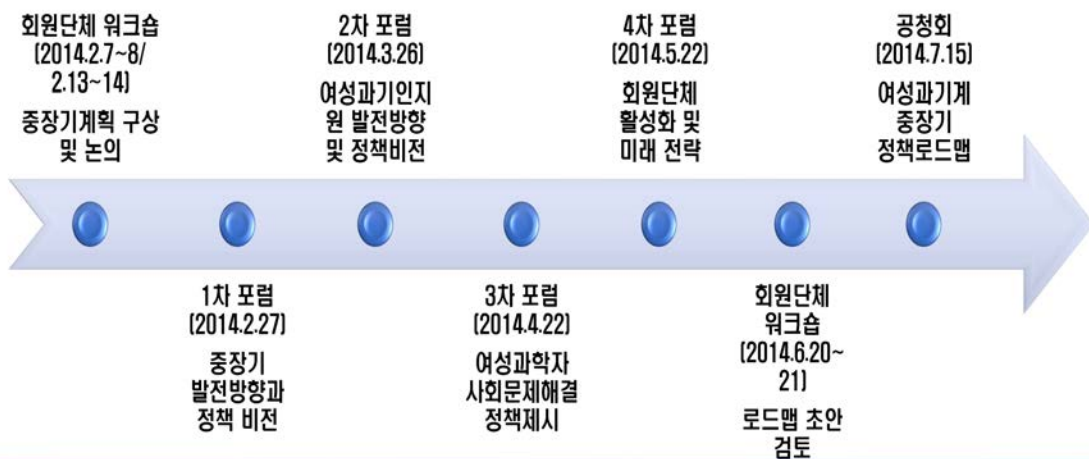 회원단체 워크숍
(2014.2.7~8/
2.13~14)
중장기계획 구상
및 논의
2차 포럼
(2014.3.26)
여성과기인지
원 발전방향
및 정책비전
4차 포럼
(2014.5.22)
회원단체
활성화 및
미래 전략
공청회
(2014.7.15)
여성과기계
중장기
정책로드맵
1차 포럼
(2014.2.27)
중장기
발전방향과
정책 비전
3차 포럼
(2014.4.22)
여성과학자
사회문제해결
정책제시
회원단체
워크숍
(2014.6.20~
21)
로드맵 초안
검토